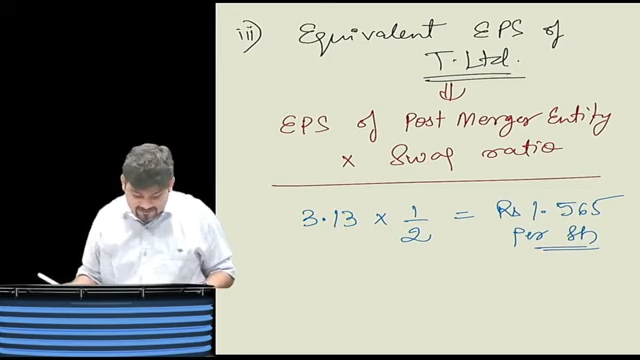 iii) Equivalent EPS of
T. Ltd.
⇓
EPS of Post Merger Entity
× Swap ratio
3.13 × 1/2 = Rs 1.565
Per Sh